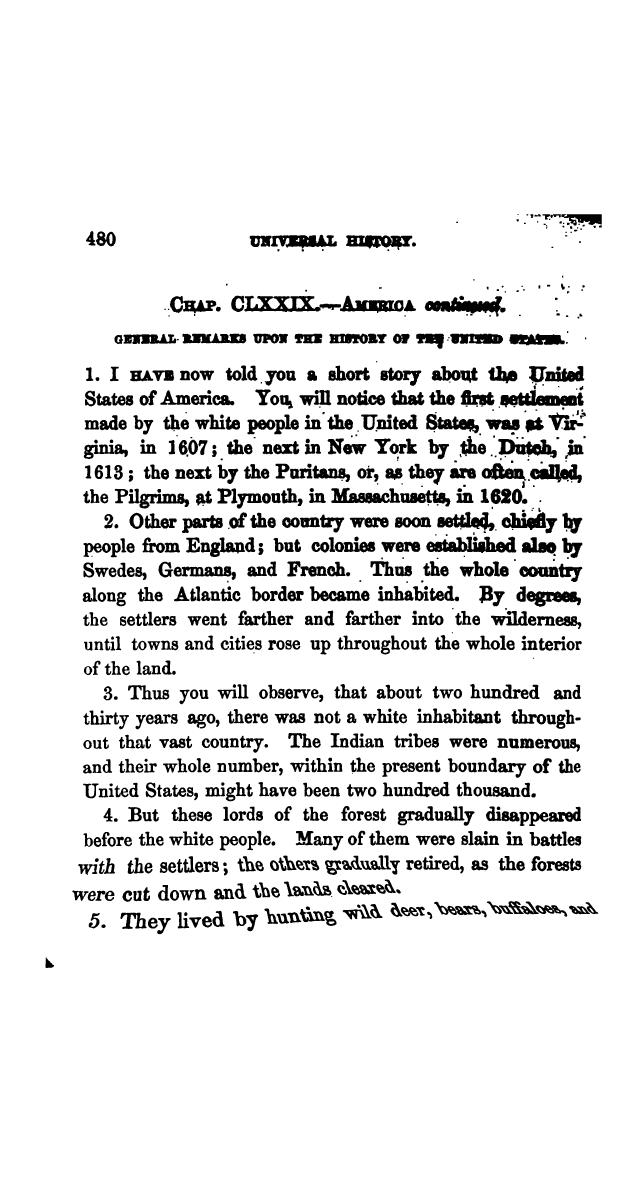 480 UNIVERSAL HISTORY.
CHAP. CLXXIX.—AMERICA continued.
GENERAL REMARKS UPON THE HISTORY OF THE UNITED STATES.
1. I HAVE now told you a short story about the United
States of America. You will notice that the first settlement
made by the white people in the United States, was at Vir-
ginia, in 1607; the next in New York by the Dutch, in
1613; the next by the Puritans, or, as they are often called,
the Pilgrims, at Plymouth, in Massachusetts, in 1620.
2. Other parts of the country were soon settled, chiefly by
people from England; but colonies were established also by
Swedes, Germans, and French. Thus the whole country
along the Atlantic border became inhabited. By degrees,
the settlers went farther and farther into the wilderness,
until towns and cities rose up throughout the whole interior
of the land.
3. Thus you will observe, that about two hundred and
thirty years ago, there was not a white inhabitant through-
out that vast country. The Indian tribes were numerous,
and their whole number, within the present boundary of the
United States, might have been two hundred thousand.
4. But these lords of the forest gradually disappeared
before the white people. Many of them were slain in battles
with the settlers; the others gradually retired, as the forests
were cut down and the lands cleared.
5. They lived by hunting wild deer, bears, buffaloes, and